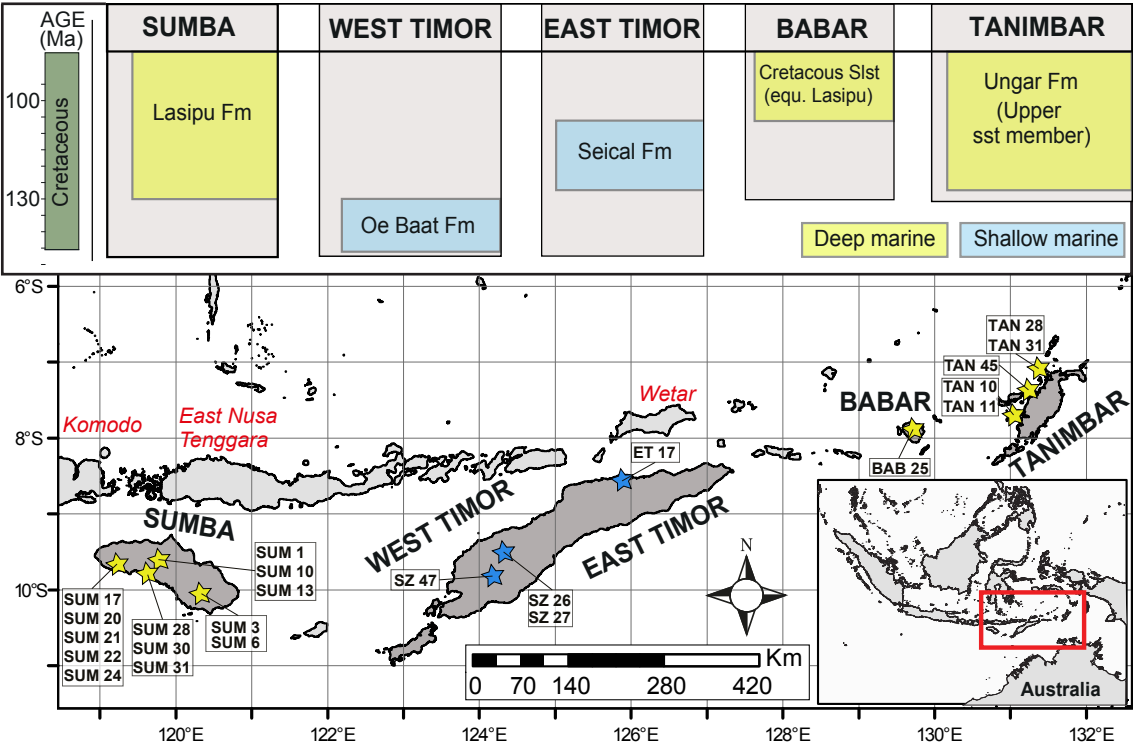 AGE
(Ma)
SUMBA
WEST TIMOR
EAST TIMOR
BABAR
TANIMBAR
100
130
Cretaceous
Lasipu Fm
Oe Baat Fm
Seical Fm
Cretacous Slst
(equ. Lasipu)
Ungar Fm
(Upper
sst member)
Deep marine
Shallow marine
6°S
8°S
10°S
Komodo
East Nusa
Tenggara
Wetar
SUMBA
WEST TIMOR
EAST TIMOR
BABAR
TANIMBAR
TAN 28
TAN 31
TAN 45
TAN 10
TAN 11
BAB 25
ET 17
SZ 47
SZ 26
SZ 27
SUM 1
SUM 10
SUM 13
SUM 17
SUM 20
SUM 21
SUM 22
SUM 24
SUM 28
SUM 30
SUM 31
SUM 3
SUM 6
N
Km
0 70 140 280 420
Australia
120°E
122°E
124°E
126°E
128°E
130°E
132°E